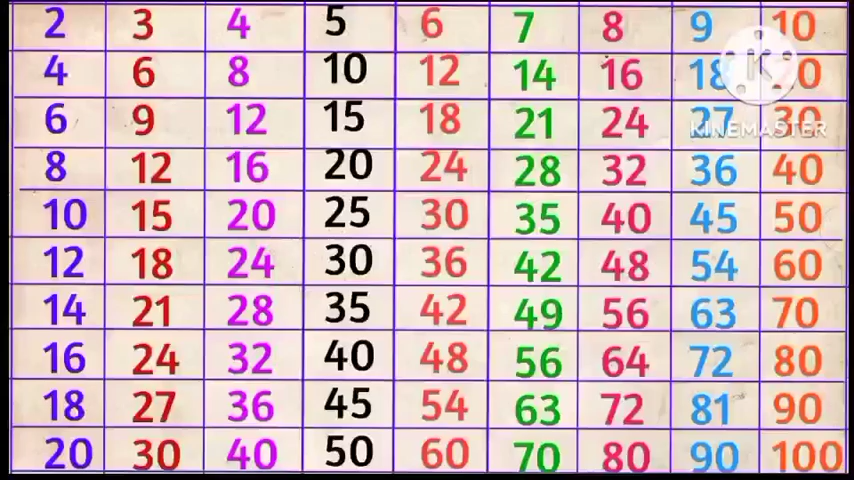 2 3 4 5 6 7 8 9 10
4 6 8 10 12 14 16 18 20
6 9 12 15 18 21 24 27 30
KINEMASTER
8 12 16 20 24 28 32 36 40
10 15 20 25 30 35 40 45 50
12 18 24 30 36 42 48 54 60
14 21 28 35 42 49 56 63 70
16 24 32 40 48 56 64 72 80
18 27 36 45 54 63 72 81 90
20 30 40 50 60 70 80 90 100